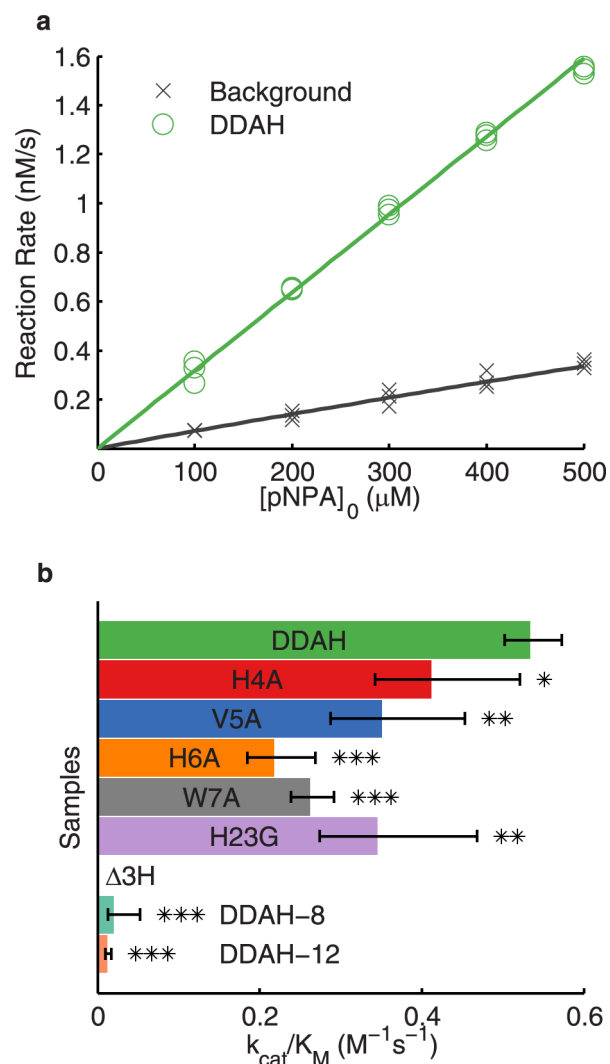 a
1.6
1.4
1.2
1
0.8
0.6
0.4
0.2
Reaction Rate (nM/s)
Background
DDAH
0 100 200 300 400 500
[pNPA]0 (μM)
b
Samples
DDAH
H4A *
V5A **
H6A ***
W7A ***
H23G **
Δ3H
*** DDAH−8
*** DDAH−12
0 0.2 0.4 0.6
kcat/KM (M−1s−1)